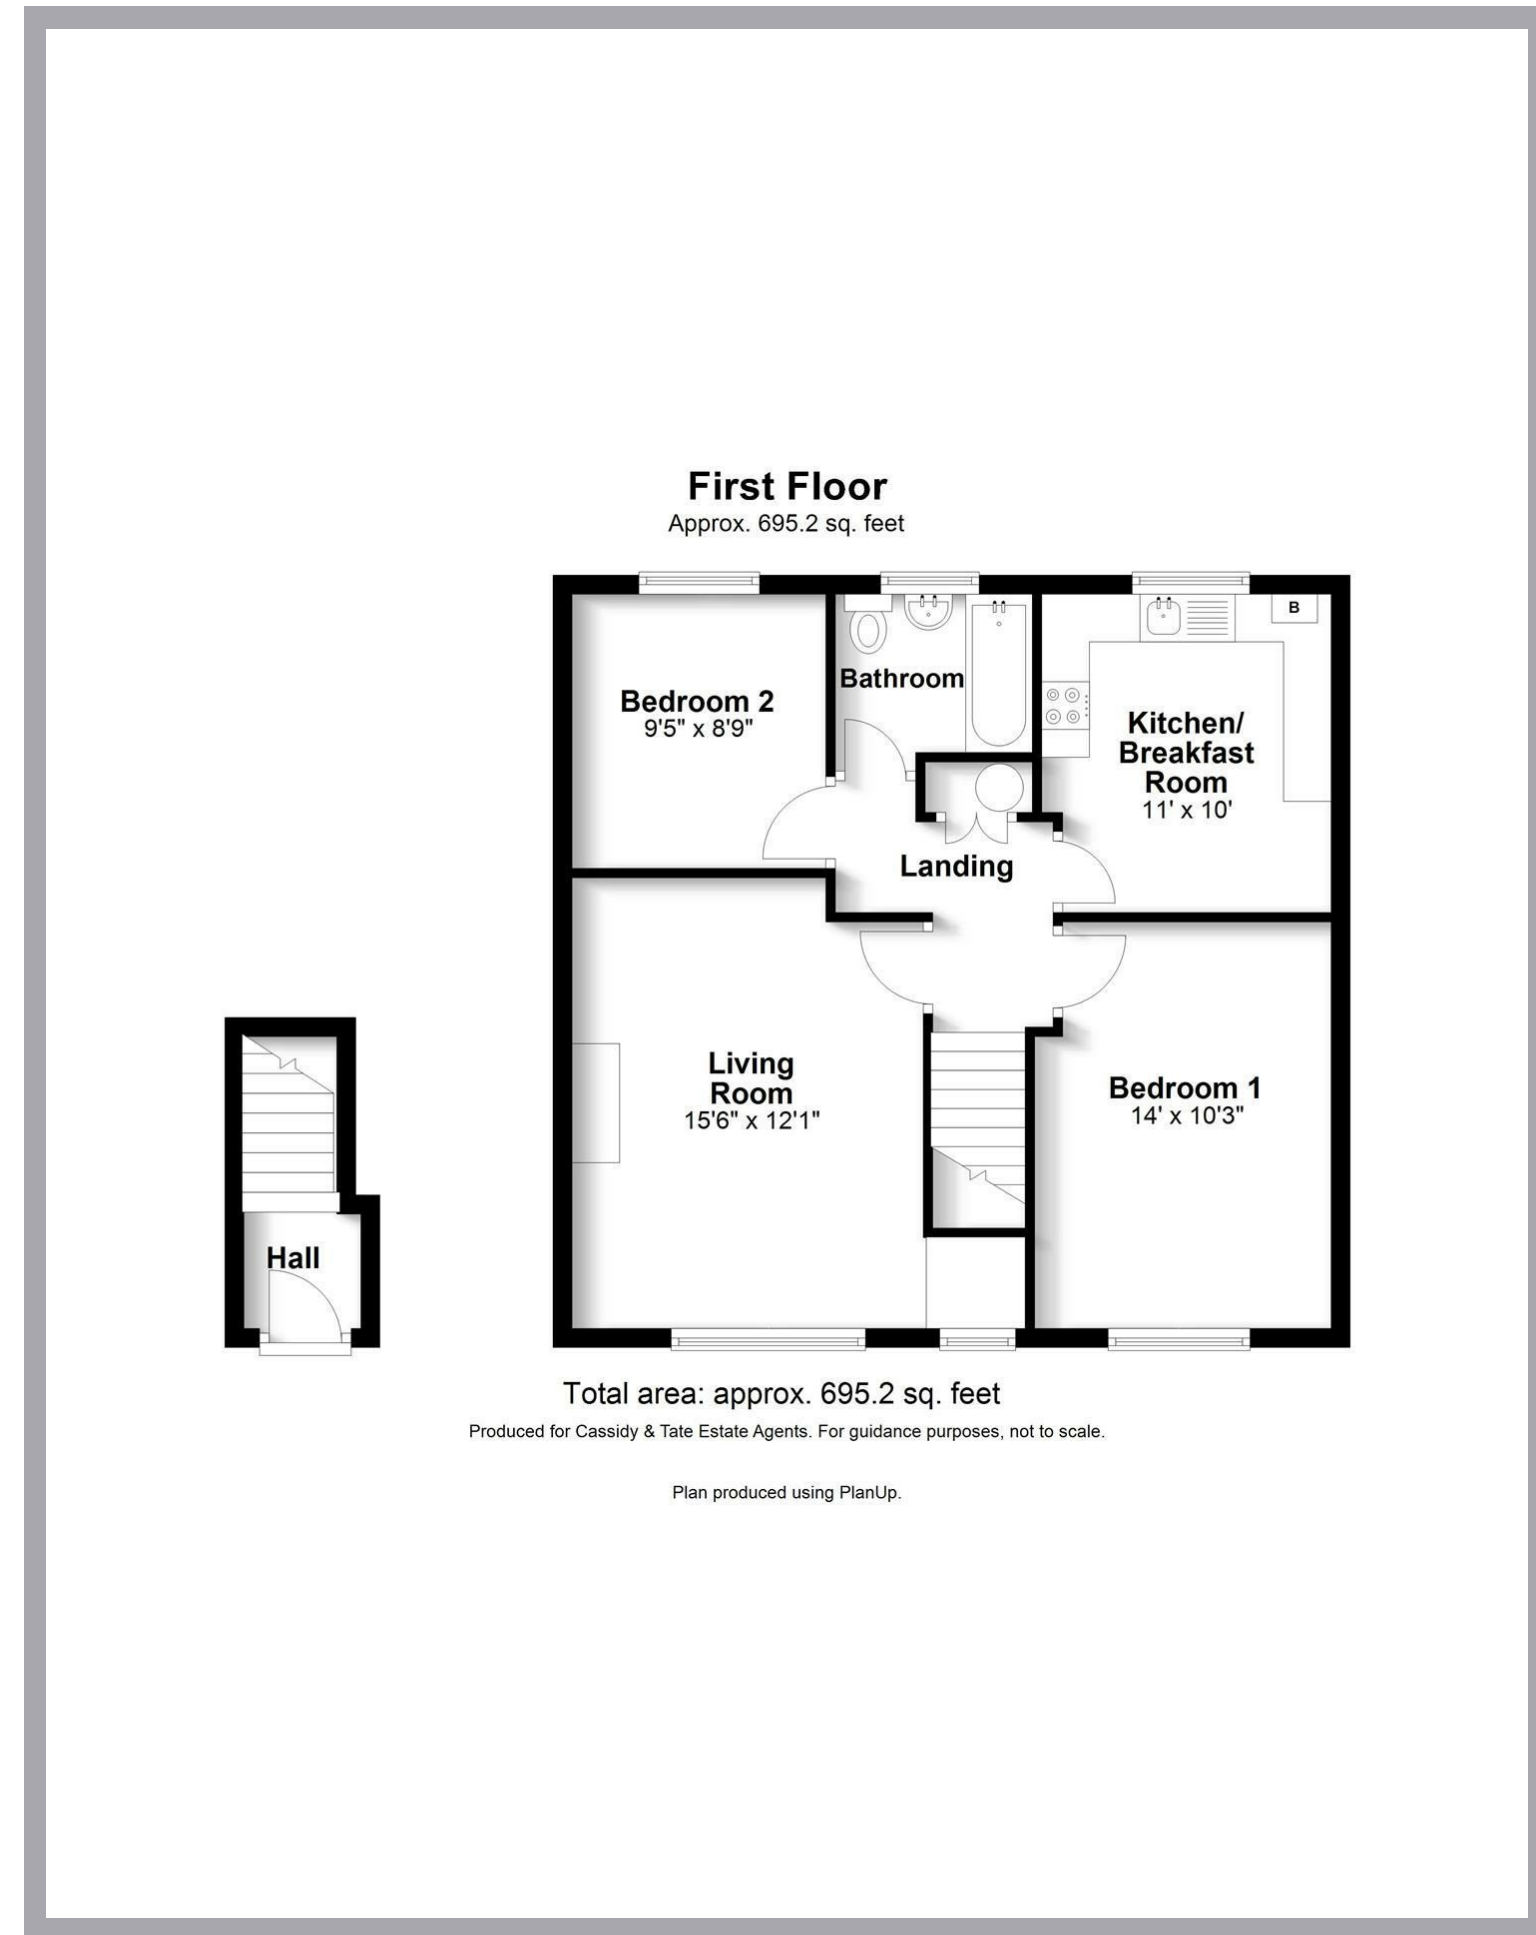 First Floor
Approx. 695.2 sq. feet
B
Bedroom 2
9'5" x 8'9"
Bathroom
Kitchen/
Breakfast
Room
11' x 10'
Landing
Living
Room
15'6" x 12'1"
Bedroom 1
14' x 10'3"
Hall
Total area: approx. 695.2 sq. feet
Produced for Cassidy & Tate Estate Agents. For guidance purposes, not to scale.
Plan produced using PlanUp.